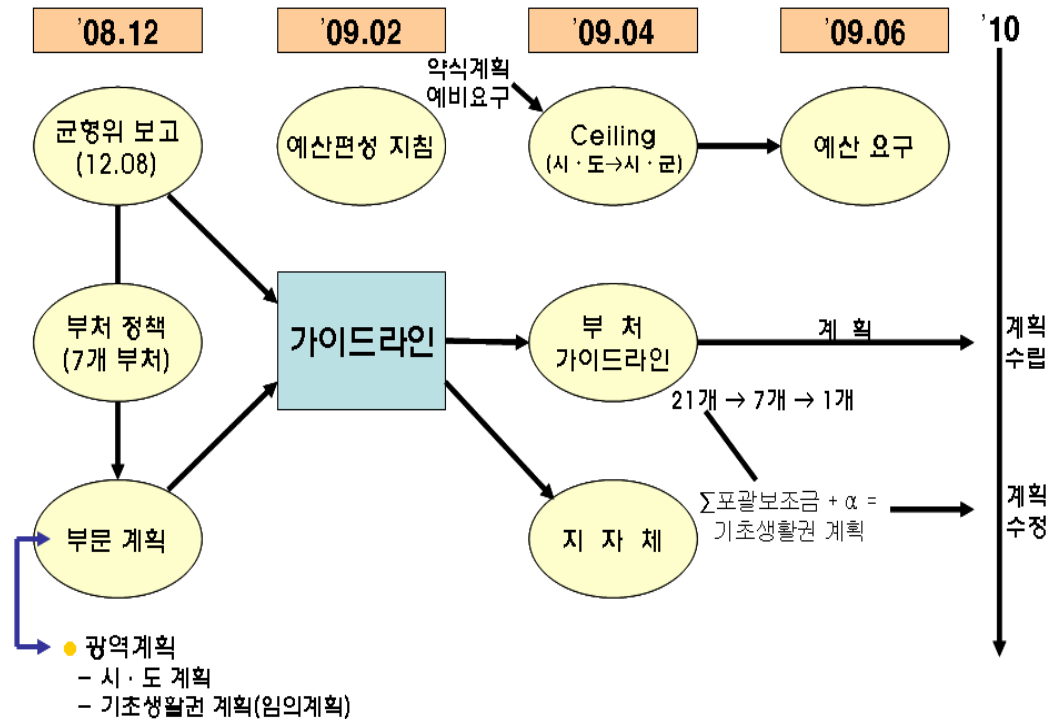 '08.12
'09.02
'09.04
'09.06
'10
약식계획
예비요구
균형위 보고
(12.08)
예산편성 지침
Ceiling
(시·도→시·군)
예산 요구
부처 정책
(7개 부처)
가이드라인
부 처
가이드라인
계 획
계획
수립
21개 → 7개 → 1개
부문 계획
지 자 체
∑포괄보조금 + α =
기초생활권 계획
계획
수정
● 광역계획
– 시·도 계획
– 기초생활권 계획(임의계획)